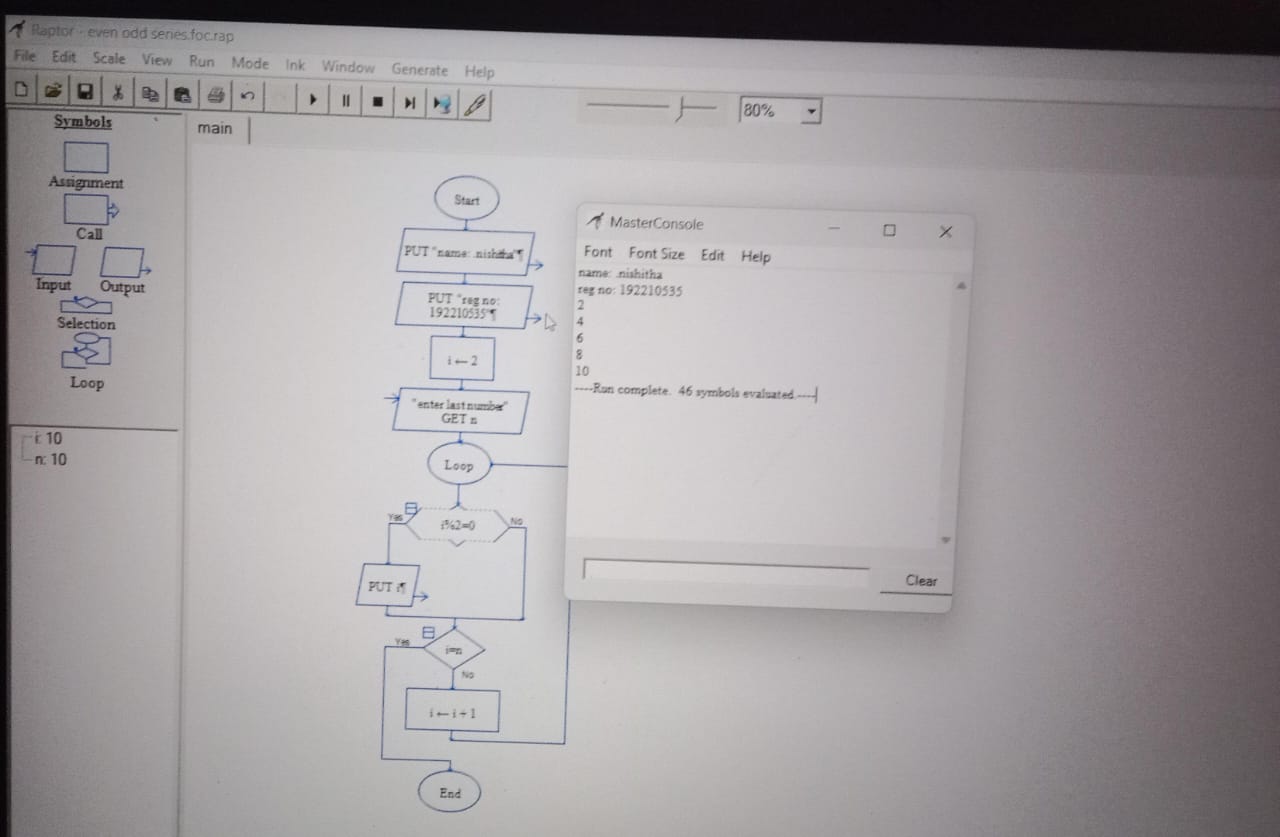 Raptor - even odd series.foc.rap
File Edit Scale View Run Mode Ink Window Generate Help
80%
Symbols
Assignment
Call
Input Output
Selection
Loop
i: 10
n: 10
main
Start
PUT "name: .nishitha"¶
PUT "reg no:
192210535"¶
i ← 2
"enter last number"
GET n
Loop
Yes i%2=0 No
PUT i¶
Yes i=n
No
i ← i + 1
End
MasterConsole
Font Font Size Edit Help
name: .nishitha
reg no: 192210535
2
4
6
8
10
----Run complete. 46 symbols evaluated.----
Clear